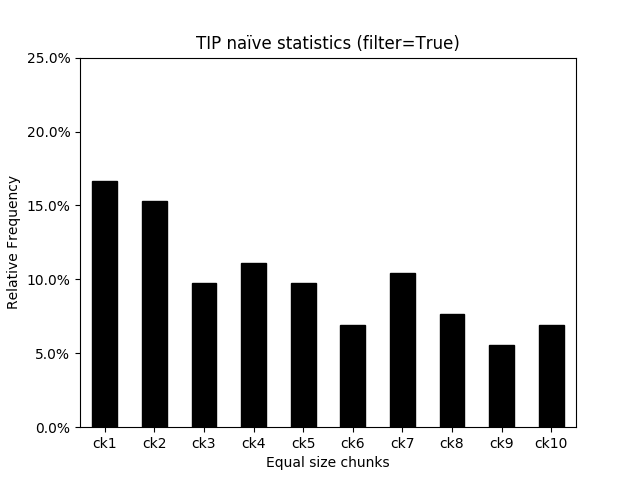 TIP naïve statistics (filter=True)
25.0%
20.0%
15.0%
10.0%
5.0%
0.0%
Relative Frequency
ck1 ck2 ck3 ck4 ck5 ck6 ck7 ck8 ck9 ck10
Equal size chunks